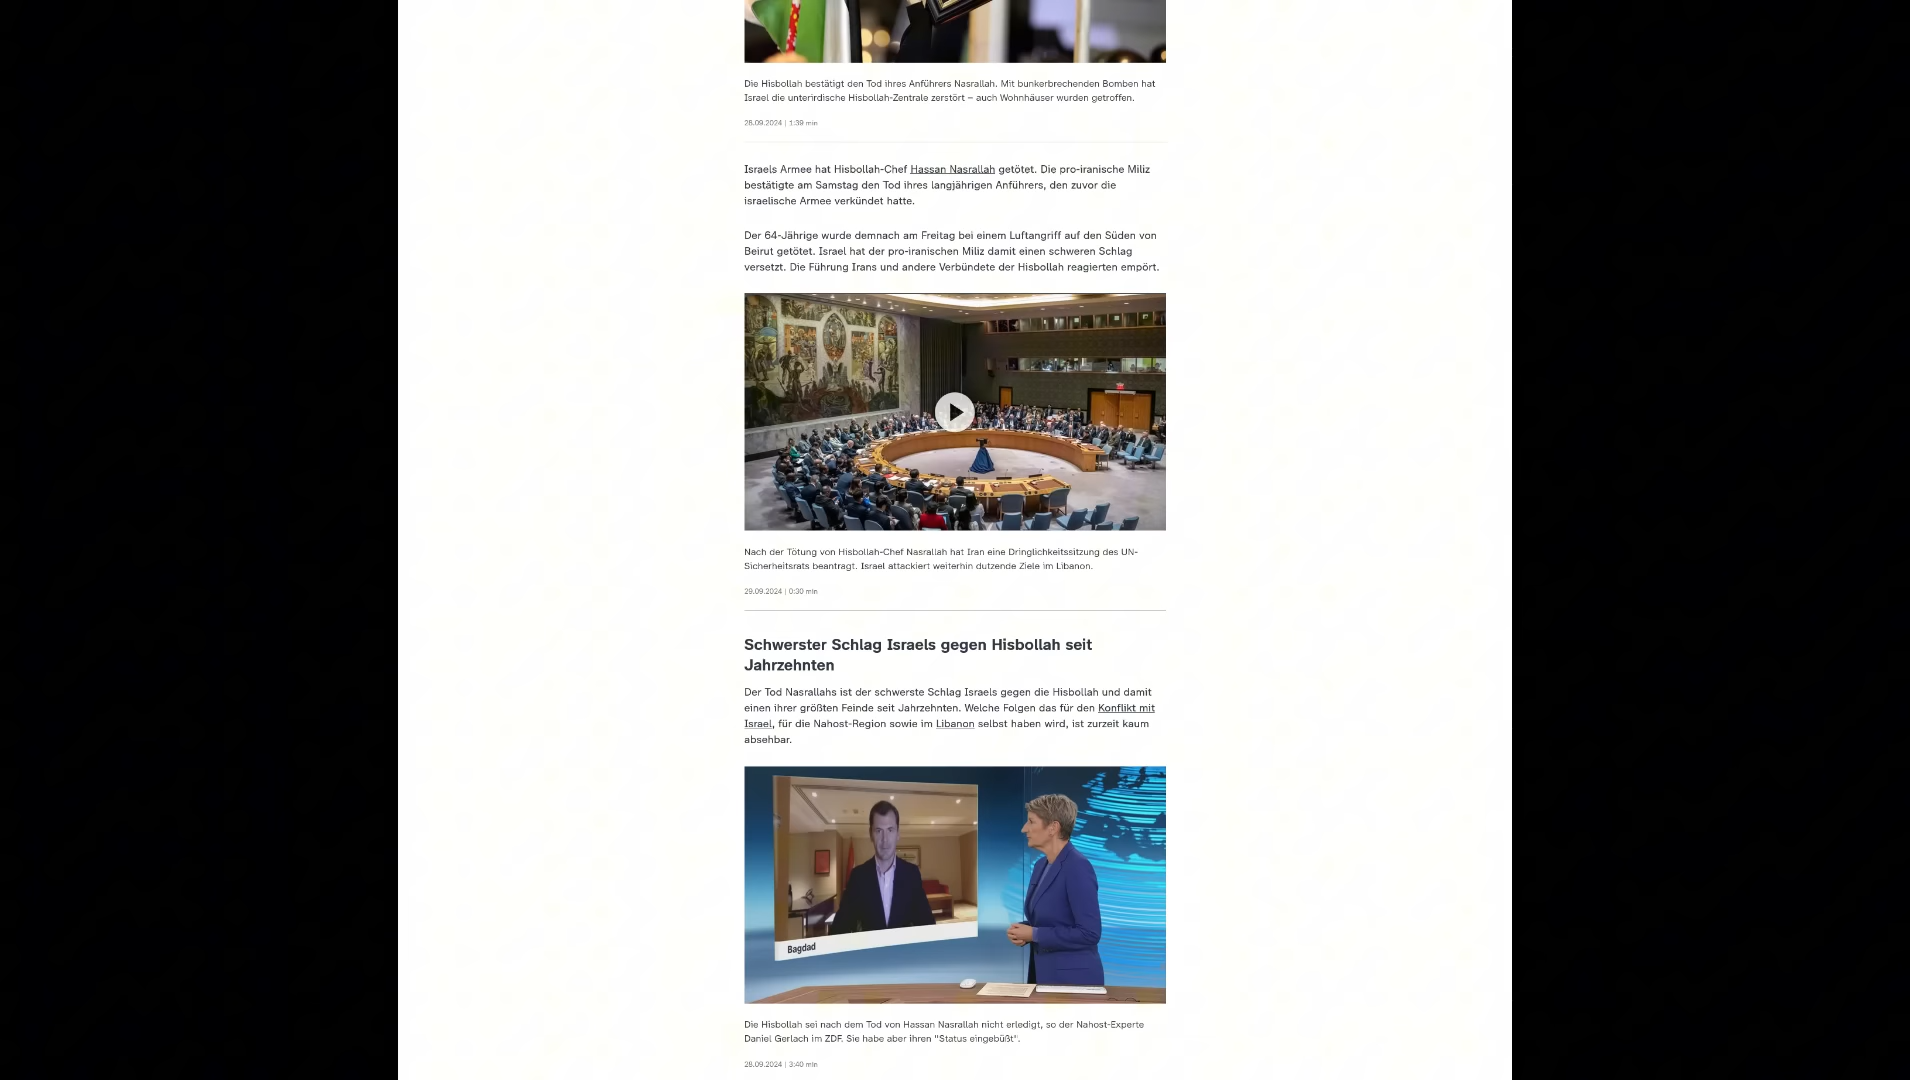 Die Hisbollah bestätigt den Tod ihres Anführers Nasrallah. Mit bunkerbrechenden Bomben hat
Israel die unterirdische Hisbollah-Zentrale zerstört – auch Wohnhäuser wurden getroffen.
28.09.2024 | 1:39 min
Israels Armee hat Hisbollah-Chef Hassan Nasrallah getötet. Die pro-iranische Miliz
bestätigte am Samstag den Tod ihres langjährigen Anführers, den zuvor die
israelische Armee verkündet hatte.
Der 64-Jährige wurde demnach am Freitag bei einem Luftangriff auf den Süden von
Beirut getötet. Israel hat der pro-iranischen Miliz damit einen schweren Schlag
versetzt. Die Führung Irans und andere Verbündete der Hisbollah reagierten empört.
Nach der Tötung von Hisbollah-Chef Nasrallah hat Iran eine Dringlichkeitssitzung des UN-
Sicherheitsrats beantragt. Israel attackiert weiterhin dutzende Ziele im Libanon.
29.09.2024 | 0:30 min
Schwerster Schlag Israels gegen Hisbollah seit
Jahrzehnten
Der Tod Nasrallahs ist der schwerste Schlag Israels gegen die Hisbollah und damit
einen ihrer größten Feinde seit Jahrzehnten. Welche Folgen das für den Konflikt mit
Israel, für die Nahost-Region sowie im Libanon selbst haben wird, ist zurzeit kaum
absehbar.
Bagdad
Die Hisbollah sei nach dem Tod von Hassan Nasrallah nicht erledigt, so der Nahost-Experte
Daniel Gerlach im ZDF. Sie habe aber ihren "Status eingebüßt".
28.09.2024 | 3:40 min